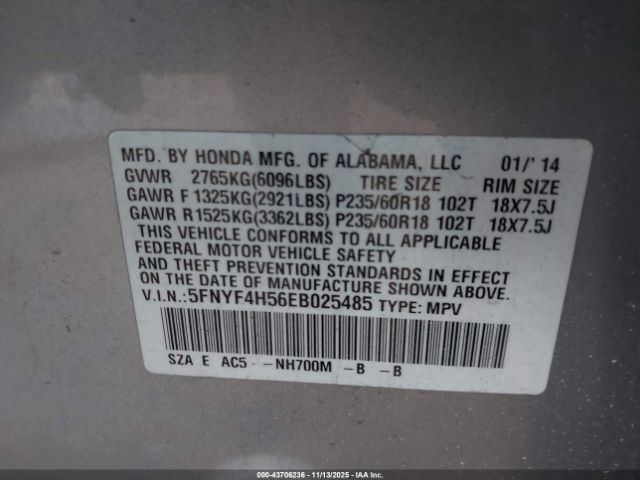 MFD. BY HONDA MFG. OF ALABAMA, LLC 01/'14
GVWR 2765KG(6096LBS) TIRE SIZE RIM SIZE
GAWR F 1325KG(2921LBS) P235/60R18 102T 18X7.5J
GAWR R 1525KG(3362LBS) P235/60R18 102T 18X7.5J
THIS VEHICLE CONFORMS TO ALL APPLICABLE
FEDERAL MOTOR VEHICLE SAFETY
AND THEFT PREVENTION STANDARDS IN EFFECT
ON THE DATE OF MANUFACTURE SHOWN ABOVE.
V.I.N.:5FNYF4H56EB025485 TYPE: MPV
SZA E AC5 --NH700M --B --B
000-43706236 - 11/13/2025 - IAA Inc.